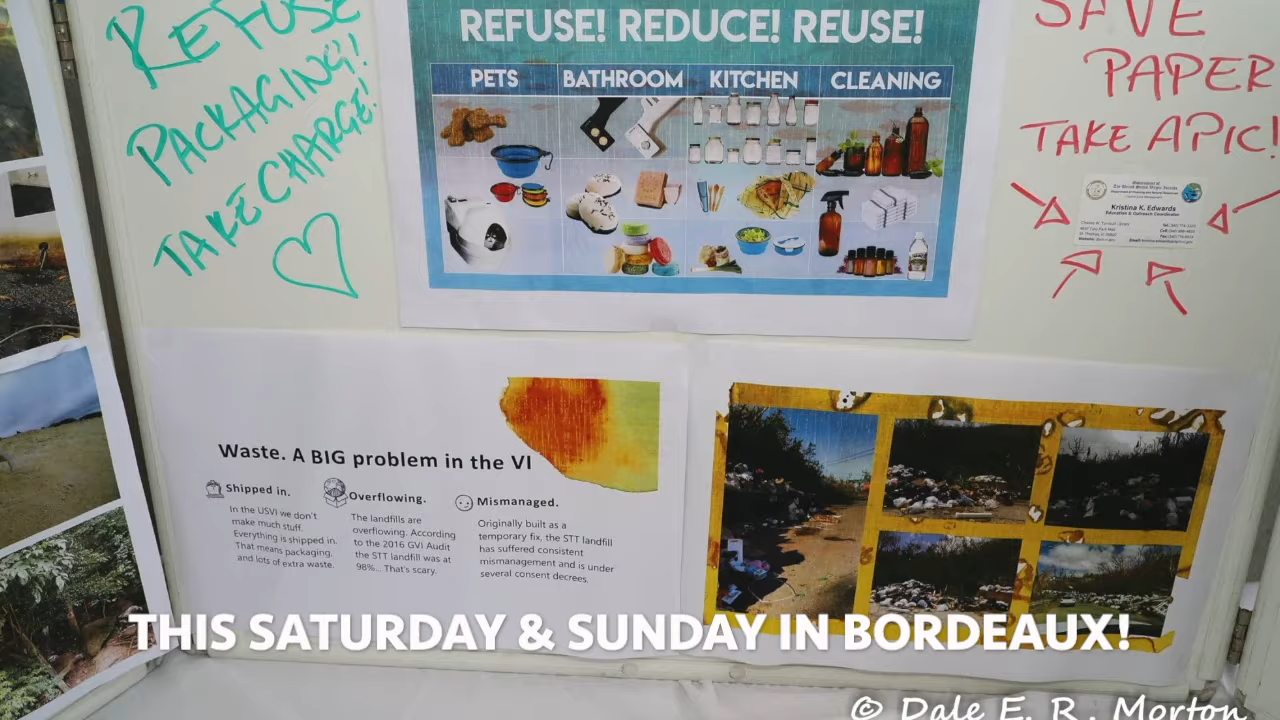 REFUSE
PACKAGING!!
TAKE CHARGE!
REFUSE! REDUCE! REUSE!
PETS BATHROOM KITCHEN CLEANING
SAVE
PAPER
TAKE A PIC!
Kristina K. Edwards
Education & Outreach Coordinator
Waste. A BIG problem in the VI
Shipped in.
In the USVI we don't
make much stuff.
Everything is shipped in.
That means packaging,
and lots of extra waste.
Overflowing.
The landfills are
overflowing. According
to the 2016 GVI Audit
the STT landfill was at
98%... That's scary.
Mismanaged.
Originally built as a
temporary fix, the STT landfill
has suffered consistent
mismanagement and is under
several consent decrees.
THIS SATURDAY & SUNDAY IN BORDEAUX!
© Dale E. R. Morton